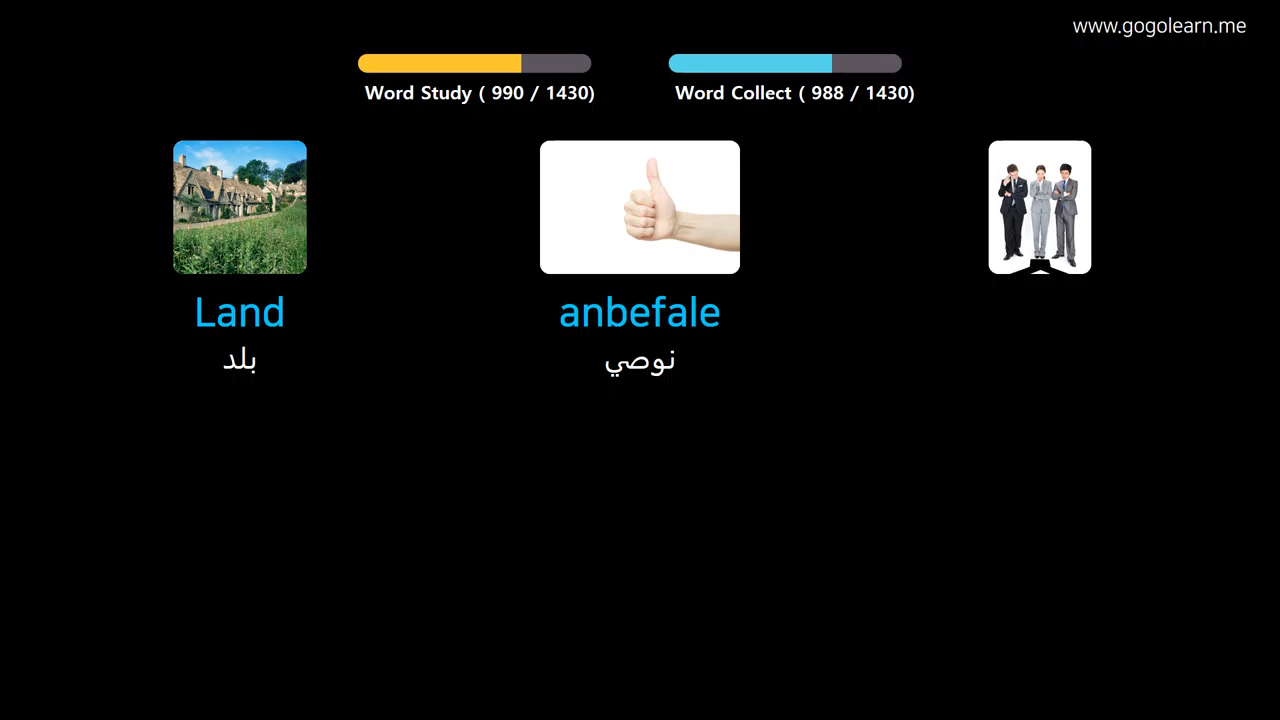 www.gogolearn.me
Word Study ( 990 / 1430)
Word Collect ( 988 / 1430)
Land
anbefale
بلد
نوصي